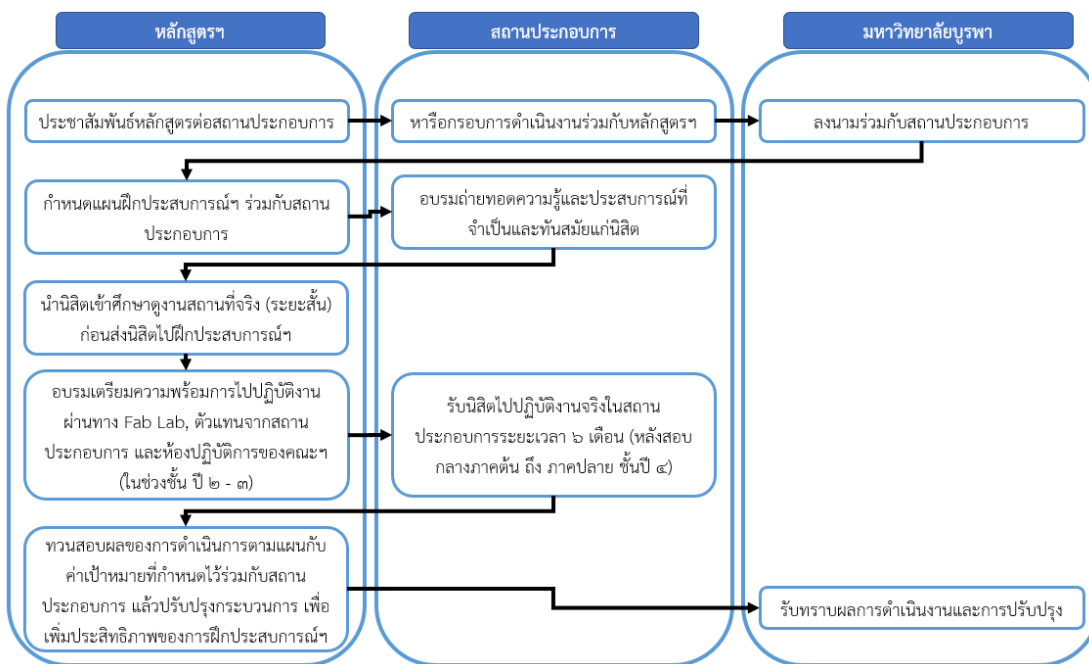 หลักสูตรฯ
สถานประกอบการ
มหาวิทยาลัยบูรพา
ประชาสัมพันธ์หลักสูตรต่อสถานประกอบการ
หารือกรอบการดำเนินงานร่วมกับหลักสูตรฯ
ลงนามร่วมกับสถานประกอบการ
กำหนดแผนฝึกประสบการณ์ฯ ร่วมกับสถาน
ประกอบการ
อบรมถ่ายทอดความรู้และประสบการณ์ที่
จำเป็นและทันสมัยแก่นิสิต
นำนิสิตเข้าศึกษาดูงานสถานที่จริง (ระยะสั้น)
ก่อนส่งนิสิตไปฝึกประสบการณ์ฯ
อบรมเตรียมความพร้อมการไปปฏิบัติงาน
ผ่านทาง Fab Lab, ตัวแทนจากสถาน
ประกอบการ และห้องปฏิบัติการของคณะฯ
(ในช่วงชั้น ปี ๒ - ๓)
รับนิสิตไปปฏิบัติงานจริงในสถาน
ประกอบการระยะเวลา ๖ เดือน (หลังสอบ
กลางภาคต้น ถึง ภาคปลาย ชั้นปี ๔)
ทวนสอบผลของการดำเนินการตามแผนกับ
ค่าเป้าหมายที่กำหนดไว้ร่วมกับสถาน
ประกอบการ แล้วปรับปรุงกระบวนการ เพื่อ
เพิ่มประสิทธิภาพของการฝึกประสบการณ์ฯ
รับทราบผลการดำเนินงานและการปรับปรุง